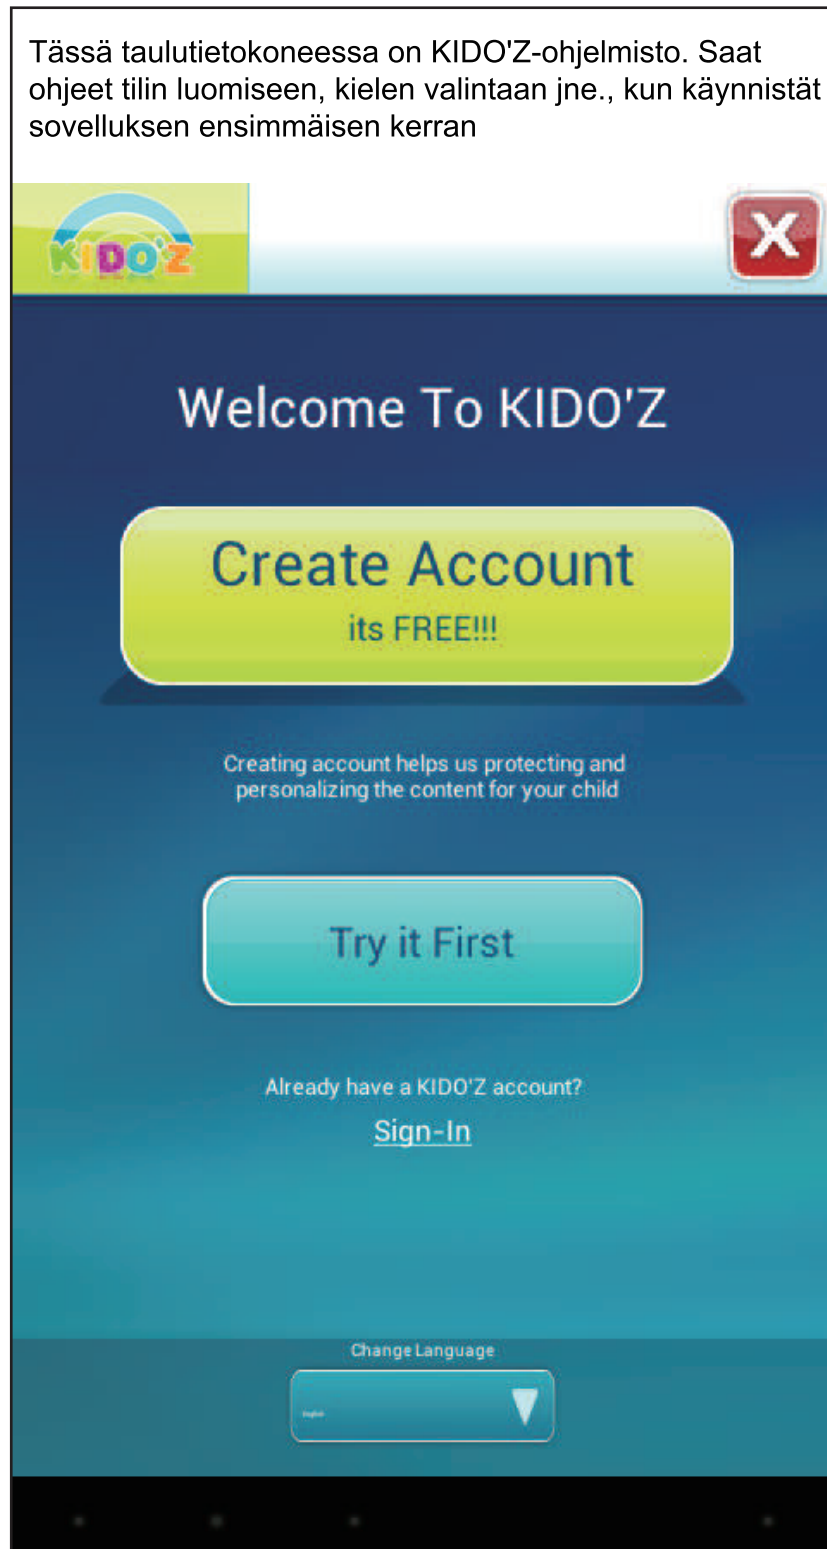 Tässä taulutietokoneessa on KIDO'Z-ohjelmisto. Saat
ohjeet tilin luomiseen, kielen valintaan jne., kun käynnistät
sovelluksen ensimmäisen kerran
KIDO'Z
X
Welcome To KIDO'Z
Create Account
its FREE!!!
Creating account helps us protecting and
personalizing the content for your child
Try it First
Already have a KIDO'Z account?
Sign-In
Change Language
English